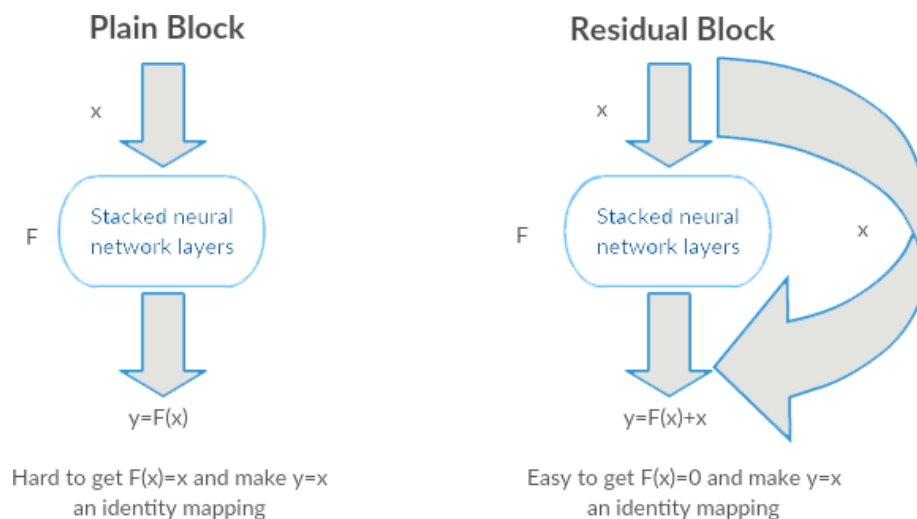 Plain Block
x
F
Stacked neural
network layers
y=F(x)
Hard to get F(x)=x and make y=x
an identity mapping
Residual Block
x
F
Stacked neural
network layers
x
y=F(x)+x
Easy to get F(x)=0 and make y=x
an identity mapping